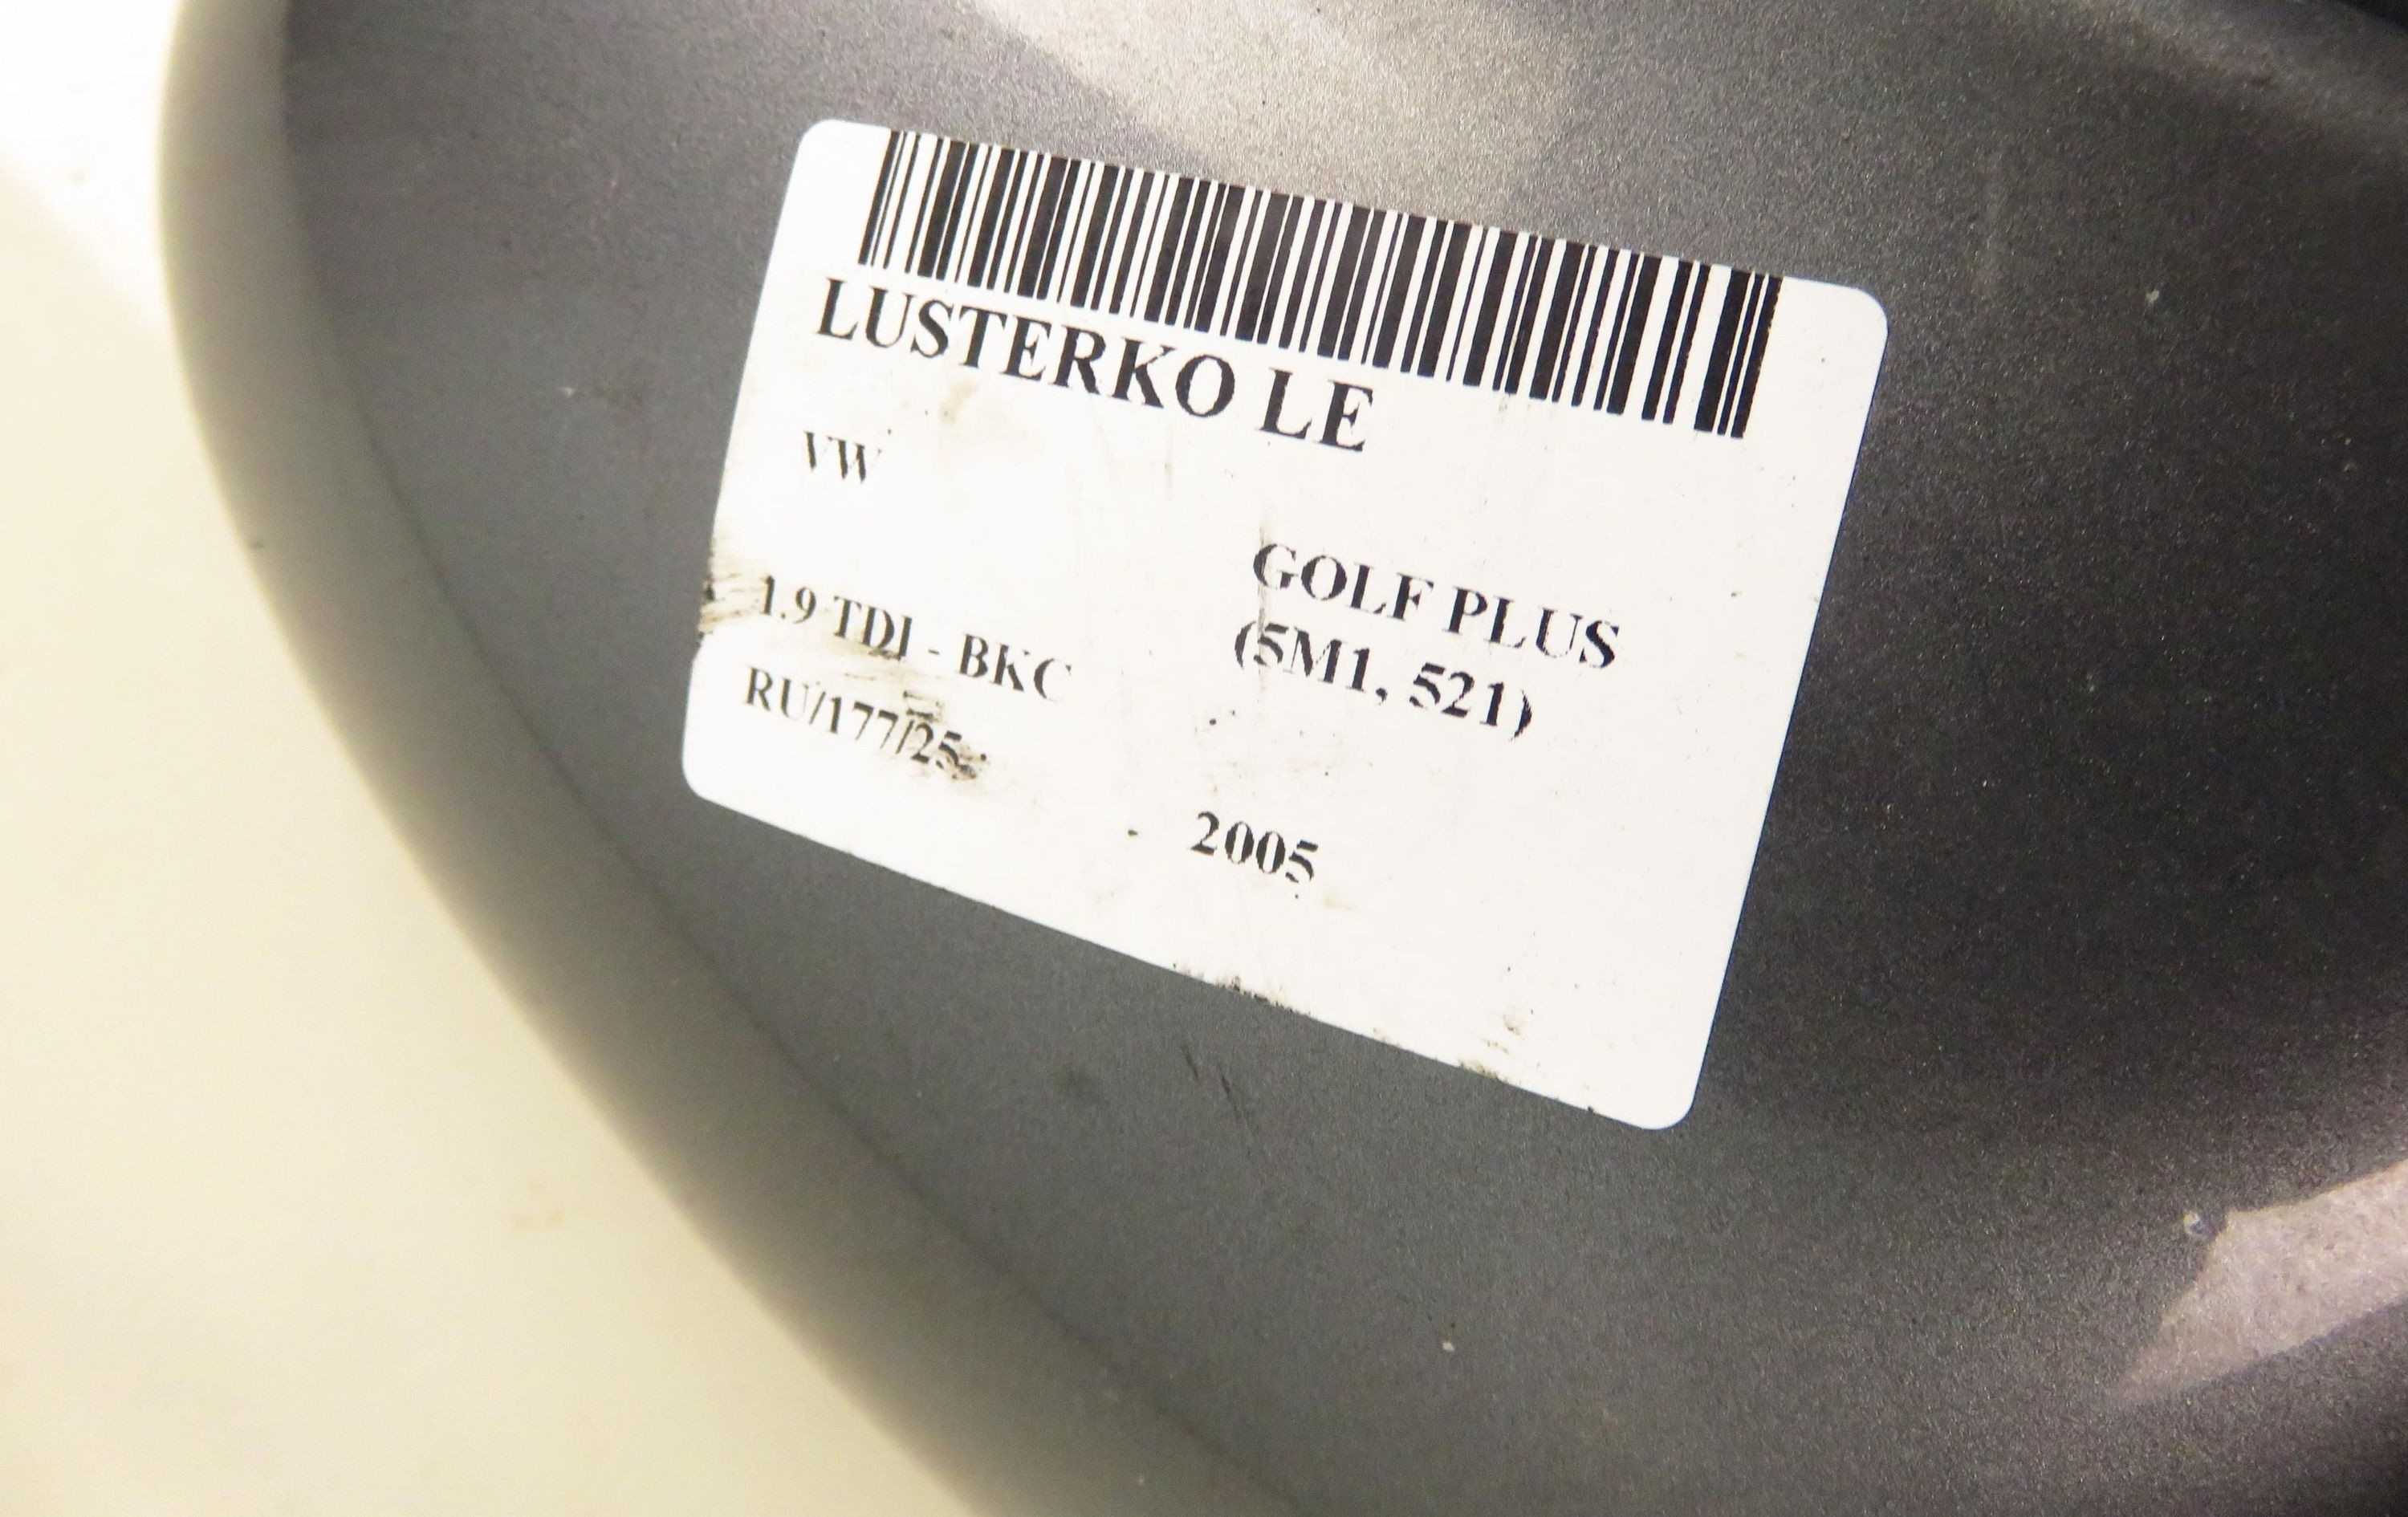 LUSTERKO LE
VW
GOLF PLUS
(5M1, 521)
1.9 TDI - BKC
RU/177/25
2005